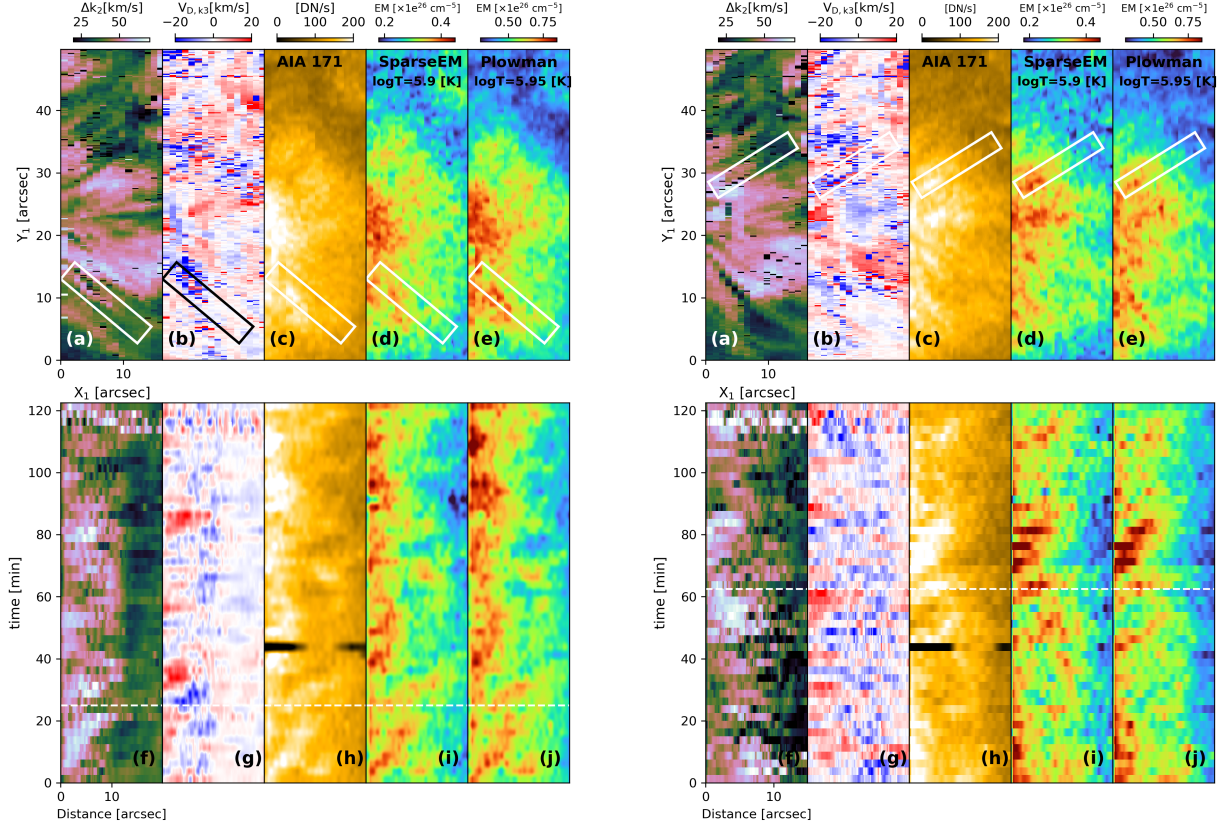 Δk₂[km/s] V_D, k3[km/s] [DN/s] EM [×10²⁶ cm⁻⁵] EM [×10²⁶ cm⁻⁵]
25 50 −20 0 20 0 100 200 0.2 0.4 0.50 0.75
AIA 171 SparseEM Plowman
logT=5.9 [K] logT=5.95 [K]
Y₁ [arcsec]
40
30
20
10
0
(a) (b) (c) (d) (e)
0 10
X₁ [arcsec]
time [min]
120
100
80
60
40
20
0
(f) (g) (h) (i) (j)
0 10
Distance [arcsec]
Δk₂[km/s] V_D, k3[km/s] [DN/s] EM [×10²⁶ cm⁻⁵] EM [×10²⁶ cm⁻⁵]
25 50 −20 0 20 0 100 200 0.2 0.4 0.50 0.75
AIA 171 SparseEM Plowman
logT=5.9 [K] logT=5.95 [K]
Y₁ [arcsec]
40
30
20
10
0
(a) (b) (c) (d) (e)
0 10
X₁ [arcsec]
time [min]
120
100
80
60
40
20
0
(f) (g) (h) (i) (j)
0 10
Distance [arcsec]